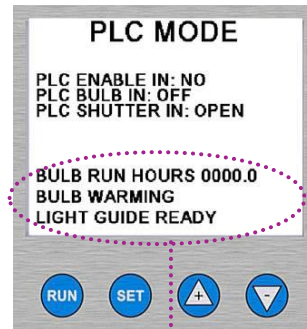 PLC MODE
PLC ENABLE IN: NO
PLC BULB IN: OFF
PLC SHUTTER IN: OPEN
BULB RUN HOURS 0000.0
BULB WARMING
LIGHT GUIDE READY
RUN SET + -